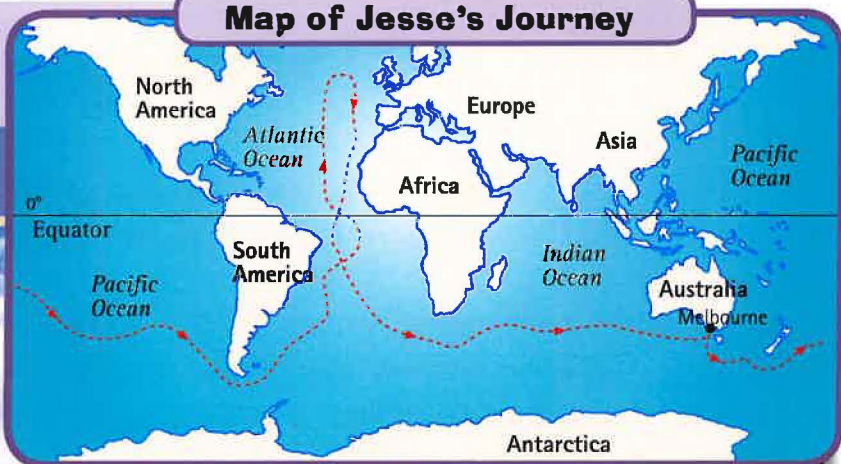 Map of Jesse's Journey
North
America
Europe
Atlantic
Ocean
Asia
Pacific
Ocean
Africa
0°
Equator
South
America
Indian
Ocean
Pacific
Ocean
Australia
Melbourne
Antarctica